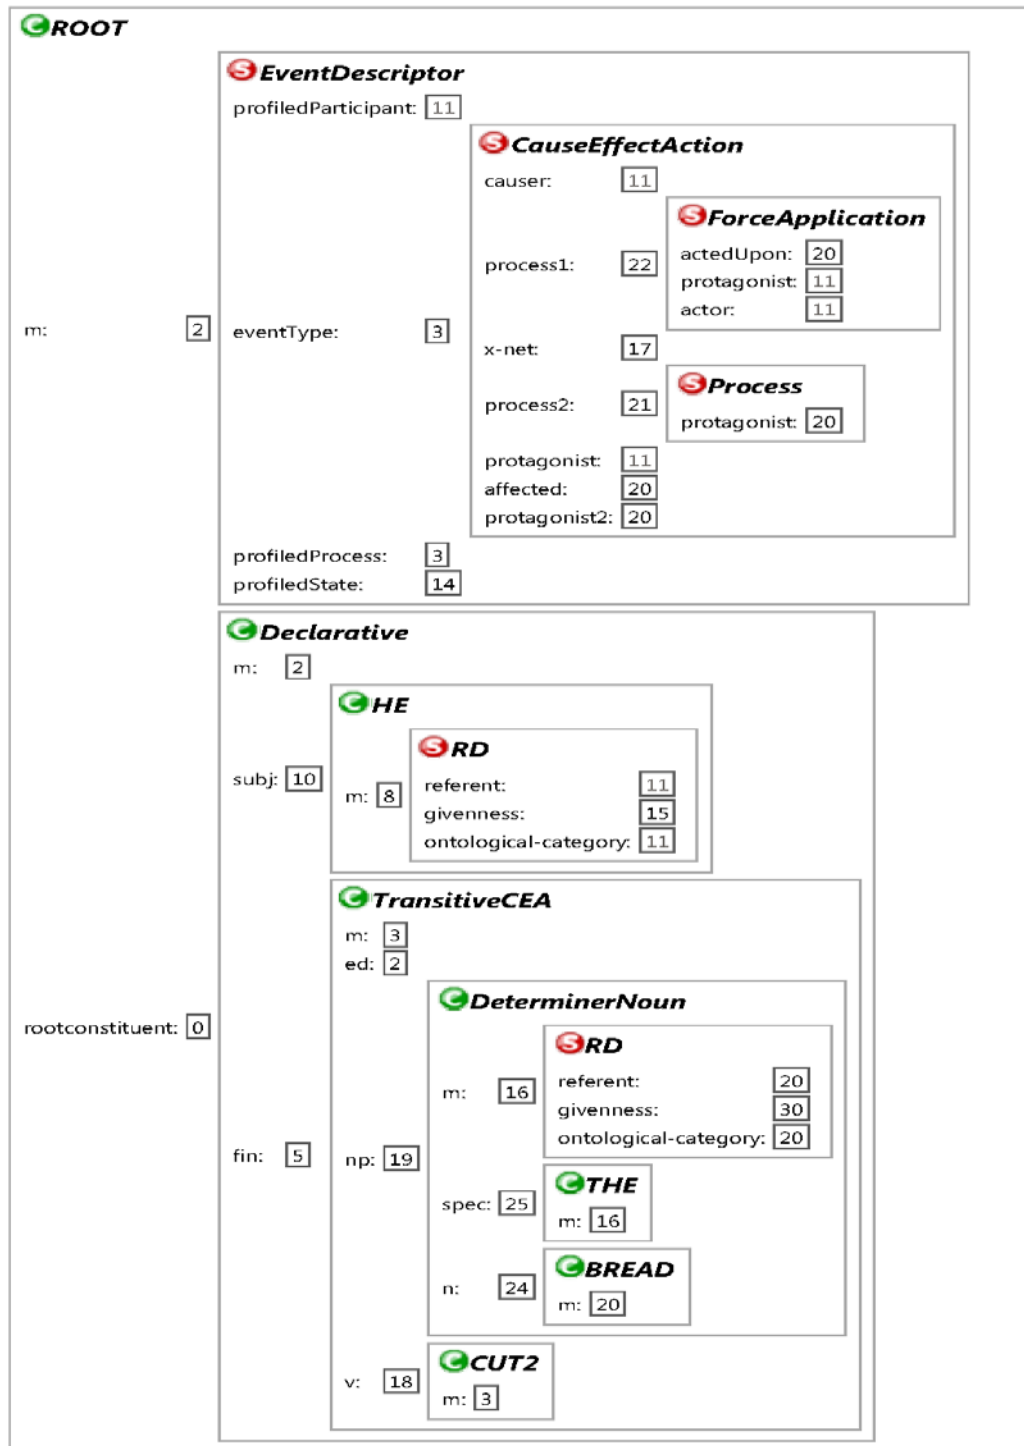 C ROOT
S EventDescriptor
profiledParticipant: 11
S CauseEffectAction
causer: 11
S ForceApplication
actedUpon: 20
process1: 22
protagonist: 11
actor: 11
m: 2 eventType: 3
x-net: 17
S Process
process2: 21
protagonist: 20
protagonist: 11
affected: 20
protagonist2: 20
profiledProcess: 3
profiledState: 14
C Declarative
m: 2
C HE
S RD
subj: 10
referent: 11
m: 8
givenness: 15
ontological-category: 11
C TransitiveCEA
m: 3
ed: 2
C DeterminerNoun
rootconstituent: 0
S RD
referent: 20
m: 16
givenness: 30
ontological-category: 20
fin: 5 np: 19
C THE
spec: 25
m: 16
C BREAD
n: 24
m: 20
C CUT2
v: 18
m: 3